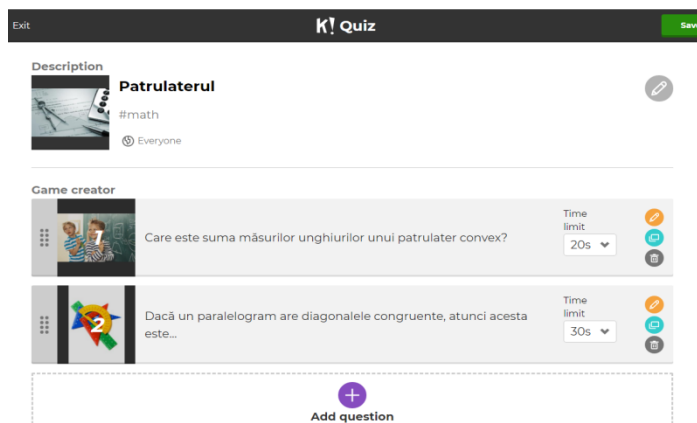 Exit
K! Quiz
Save
Description
Patrulaterul
#math
Everyone
Game creator
1
Care este suma măsurilor unghiurilor unui patrulater convex?
Time
limit
20s
2
Dacă un paralelogram are diagonalele congruente, atunci acesta
este...
Time
limit
30s
Add question